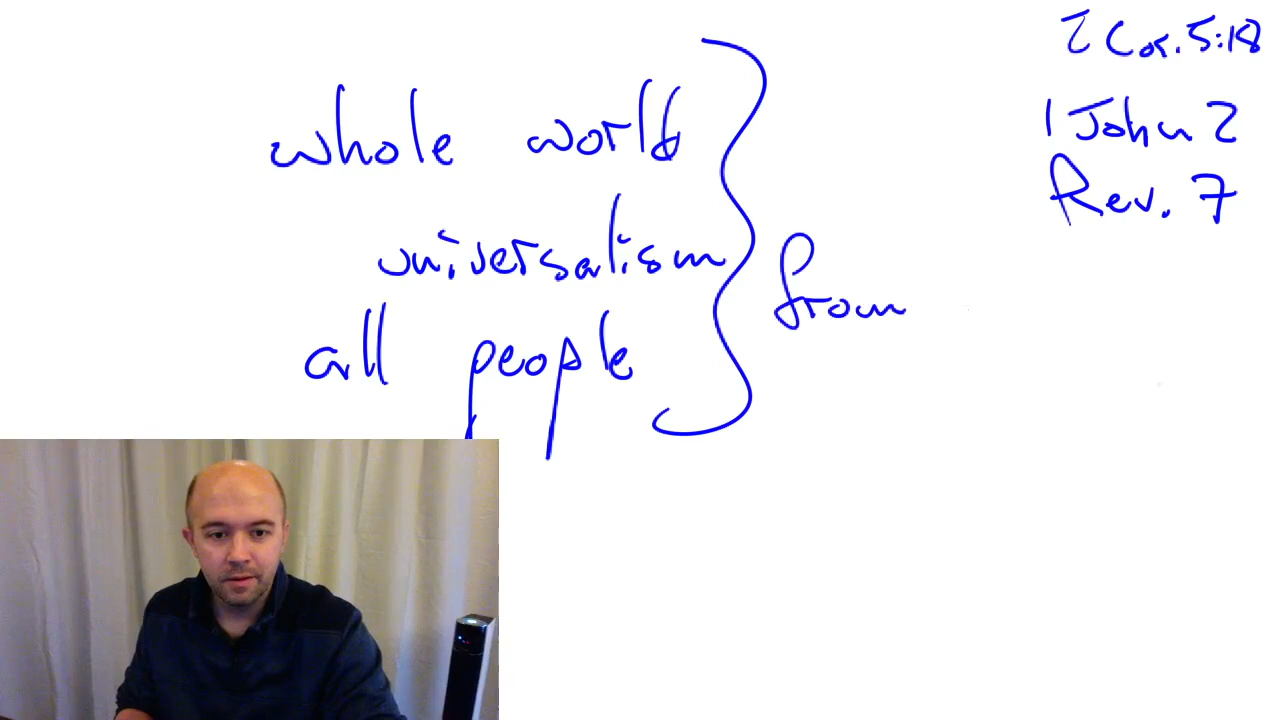 whole world
universalism
all people
from
2 Cor. 5:18
1 John 2
Rev. 7